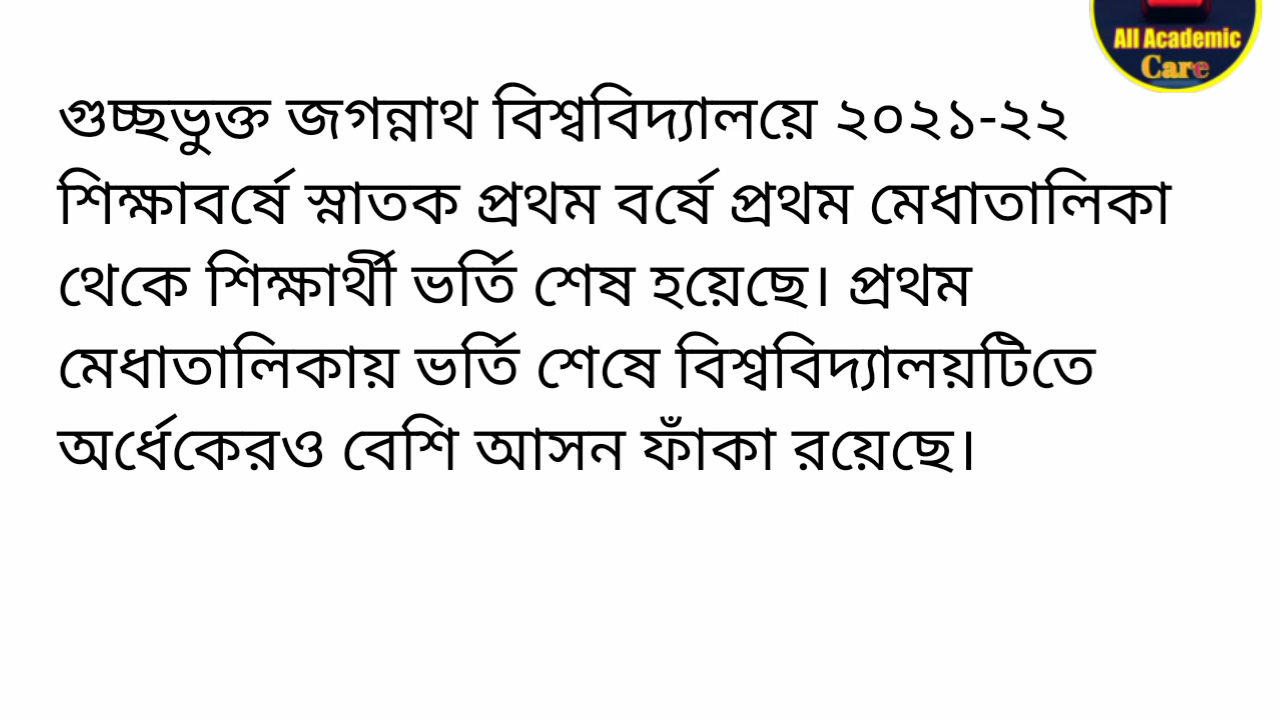 All Academic
Care
গুচ্ছভুক্ত জগন্নাথ বিশ্ববিদ্যালয়ে ২০২১-২২
শিক্ষাবর্ষে স্নাতক প্রথম বর্ষে প্রথম মেধাতালিকা
থেকে শিক্ষার্থী ভর্তি শেষ হয়েছে। প্রথম
মেধাতালিকায় ভর্তি শেষে বিশ্ববিদ্যালয়টিতে
অর্ধেকেরও বেশি আসন ফাঁকা রয়েছে।